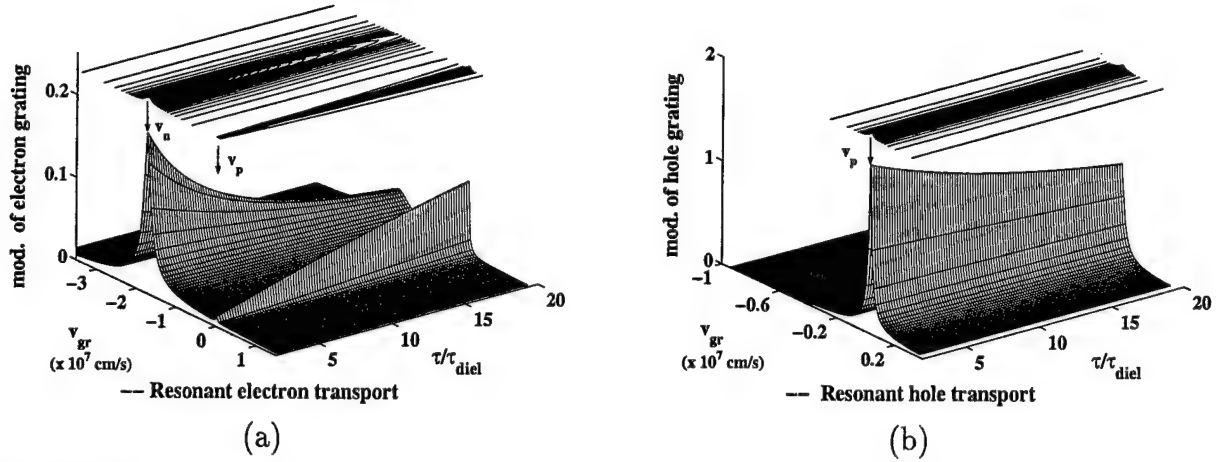 mod. of electron grating
0.2
0.1
0
v_n
v_p
−3
−2
−1
0
1
v_gr
(x 10^7 cm/s)
5
10
15
20
τ/τ_diel
−− Resonant electron transport
(a)
mod. of hole grating
2
1
0
v_p
−1
−0.6
−0.2
0.2
v_gr
(x 10^7 cm/s)
5
10
15
20
τ/τ_diel
−− Resonant hole transport
(b)